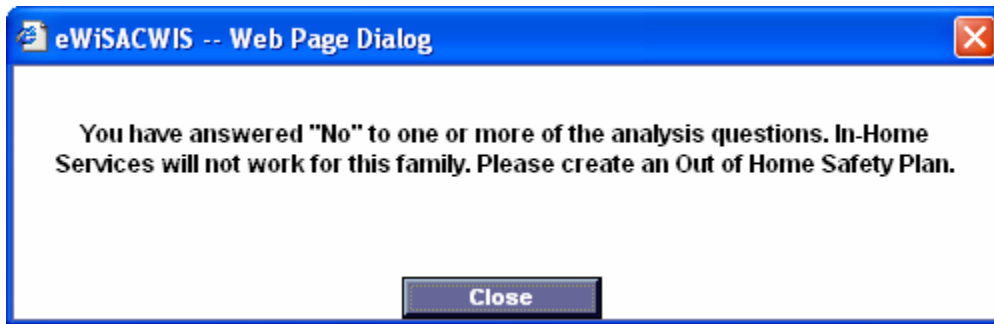 eWiSACWIS -- Web Page Dialog
You have answered "No" to one or more of the analysis questions. In-Home
Services will not work for this family. Please create an Out of Home Safety Plan.
Close